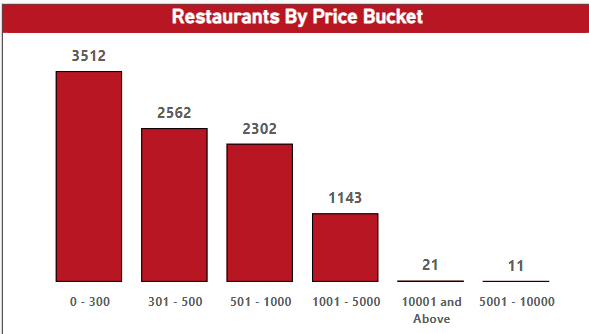 Restaurants By Price Bucket
3512
2562
2302
1143
21
11
0 - 300
301 - 500
501 - 1000
1001 - 5000
10001 and
Above
5001 - 10000